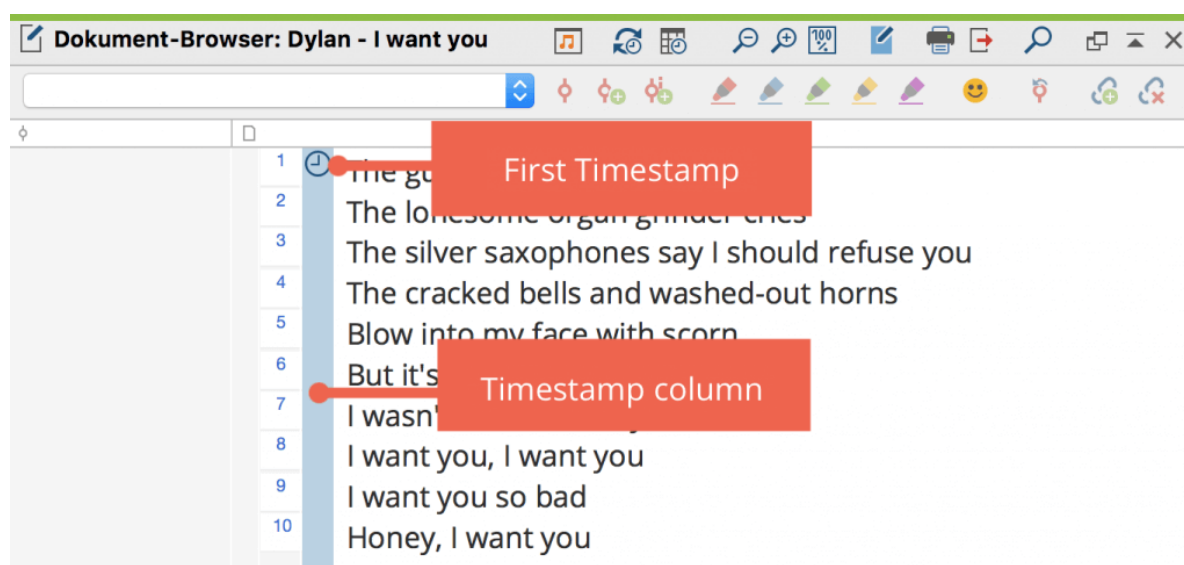 Dokument-Browser: Dylan - I want you
100
%
First Timestamp
1 The
2 The lonesome organ grinder cries
3 The silver saxophones say I should refuse you
4 The cracked bells and washed-out horns
5 Blow into my face with scorn
6 But it's
Timestamp column
7 I
8 I want you, I want you
9 I want you so bad
10 Honey, I want you